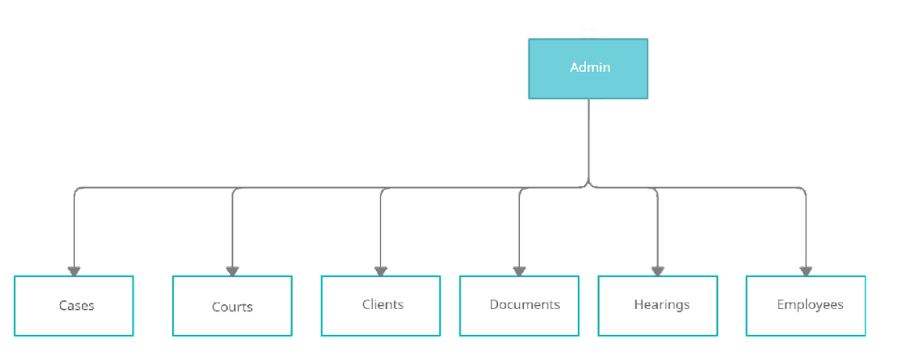 Admin
Cases
Courts
Clients
Documents
Hearings
Employees